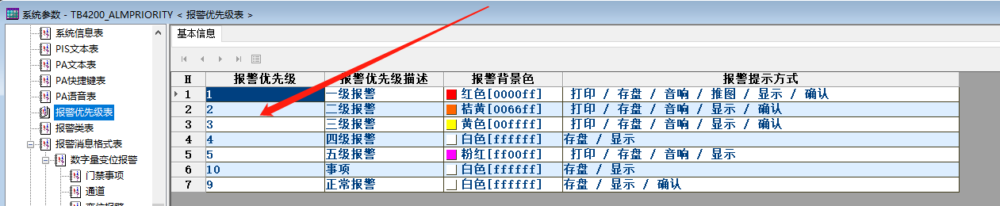 系统参数 - TB4200_ALMPRIORITY < 报警优先级表 >
系统信息表
PIS文本表
PA文本表
PA快捷键表
PA语音表
报警优先级表
报警类表
报警消息格式表
数字量变位报警
门禁事项
通道
变位报警
基本信息
H 报警优先级 报警优先级描述 报警背景色 报警提示方式
1 1 一级报警 红色[0000ff] 打印 / 存盘 / 音响 / 推图 / 显示 / 确认
2 2 二级报警 桔黄[0066ff] 打印 / 存盘 / 音响 / 显示 / 确认
3 3 三级报警 黄色[00ffff] 打印 / 存盘 / 音响 / 显示 / 确认
4 4 四级报警 白色[ffffff] 存盘 / 显示
5 5 五级报警 粉红[ff00ff] 打印 / 存盘 / 音响 / 显示
6 10 事项 白色[ffffff] 存盘 / 显示
7 9 正常报警 白色[ffffff] 存盘 / 显示 / 确认